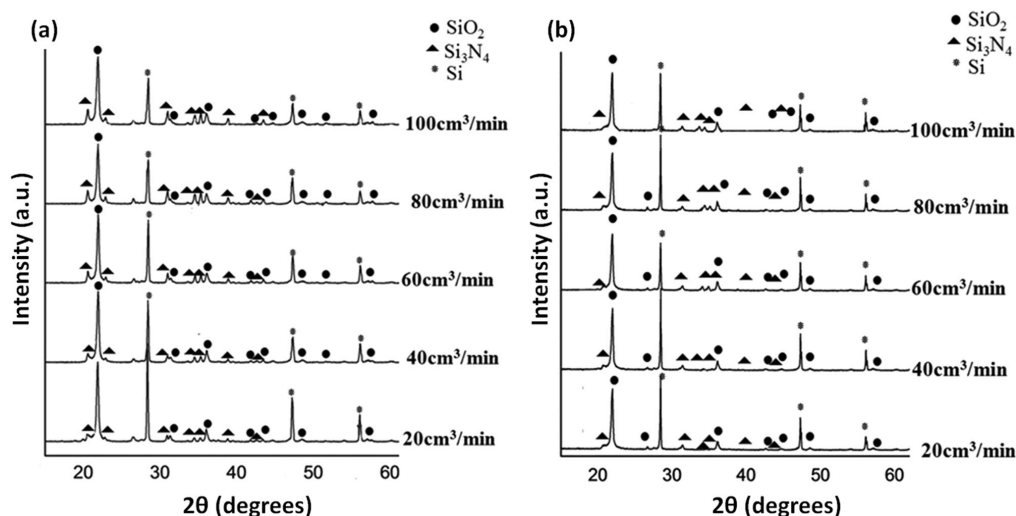 (a)
● SiO₂
▲ Si₃N₄
* Si
100cm³/min
80cm³/min
60cm³/min
40cm³/min
20cm³/min
Intensity (a.u.)
20 30 40 50 60
2θ (degrees)
(b)
● SiO₂
▲ Si₃N₄
* Si
100cm³/min
80cm³/min
60cm³/min
40cm³/min
20cm³/min
Intensity (a.u.)
20 30 40 50 60
2θ (degrees)